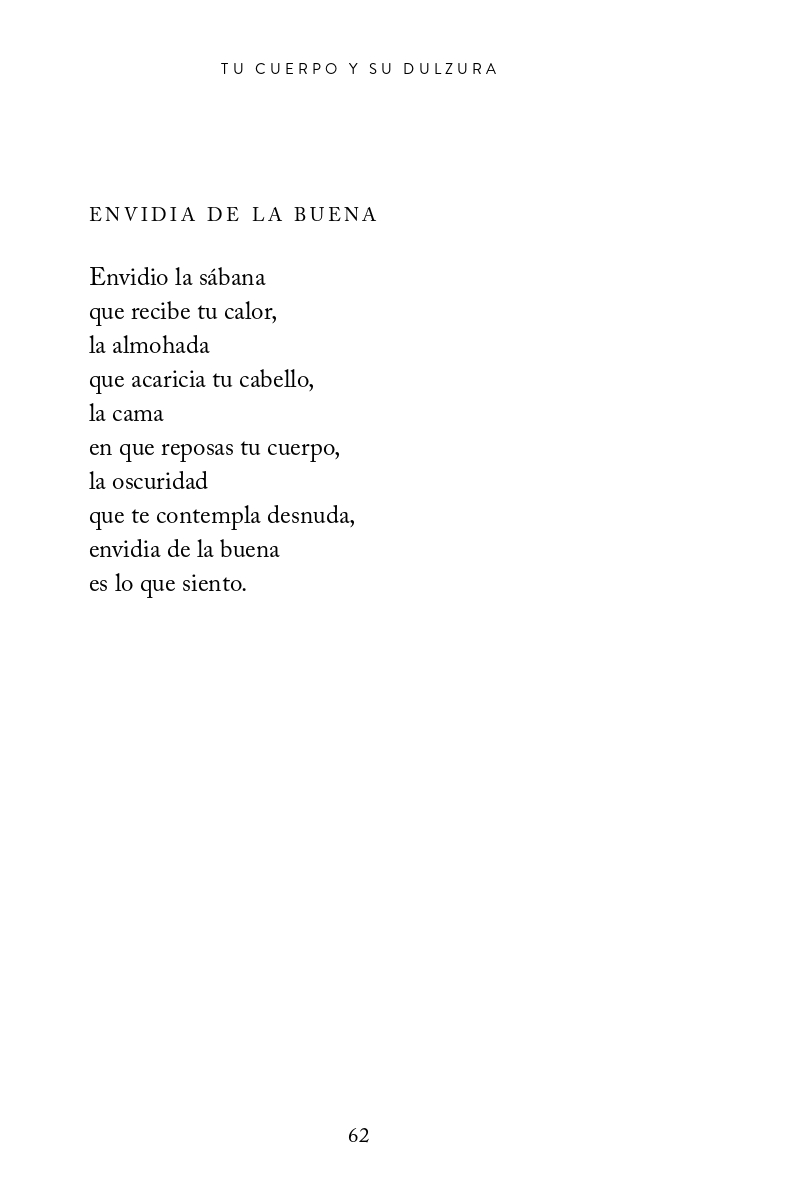 TU CUERPO Y SU DULZURA
ENVIDIA DE LA BUENA
Envidio la sábana
que recibe tu calor,
la almohada
que acaricia tu cabello,
la cama
en que reposas tu cuerpo,
la oscuridad
que te contempla desnuda,
envidia de la buena
es lo que siento.
62